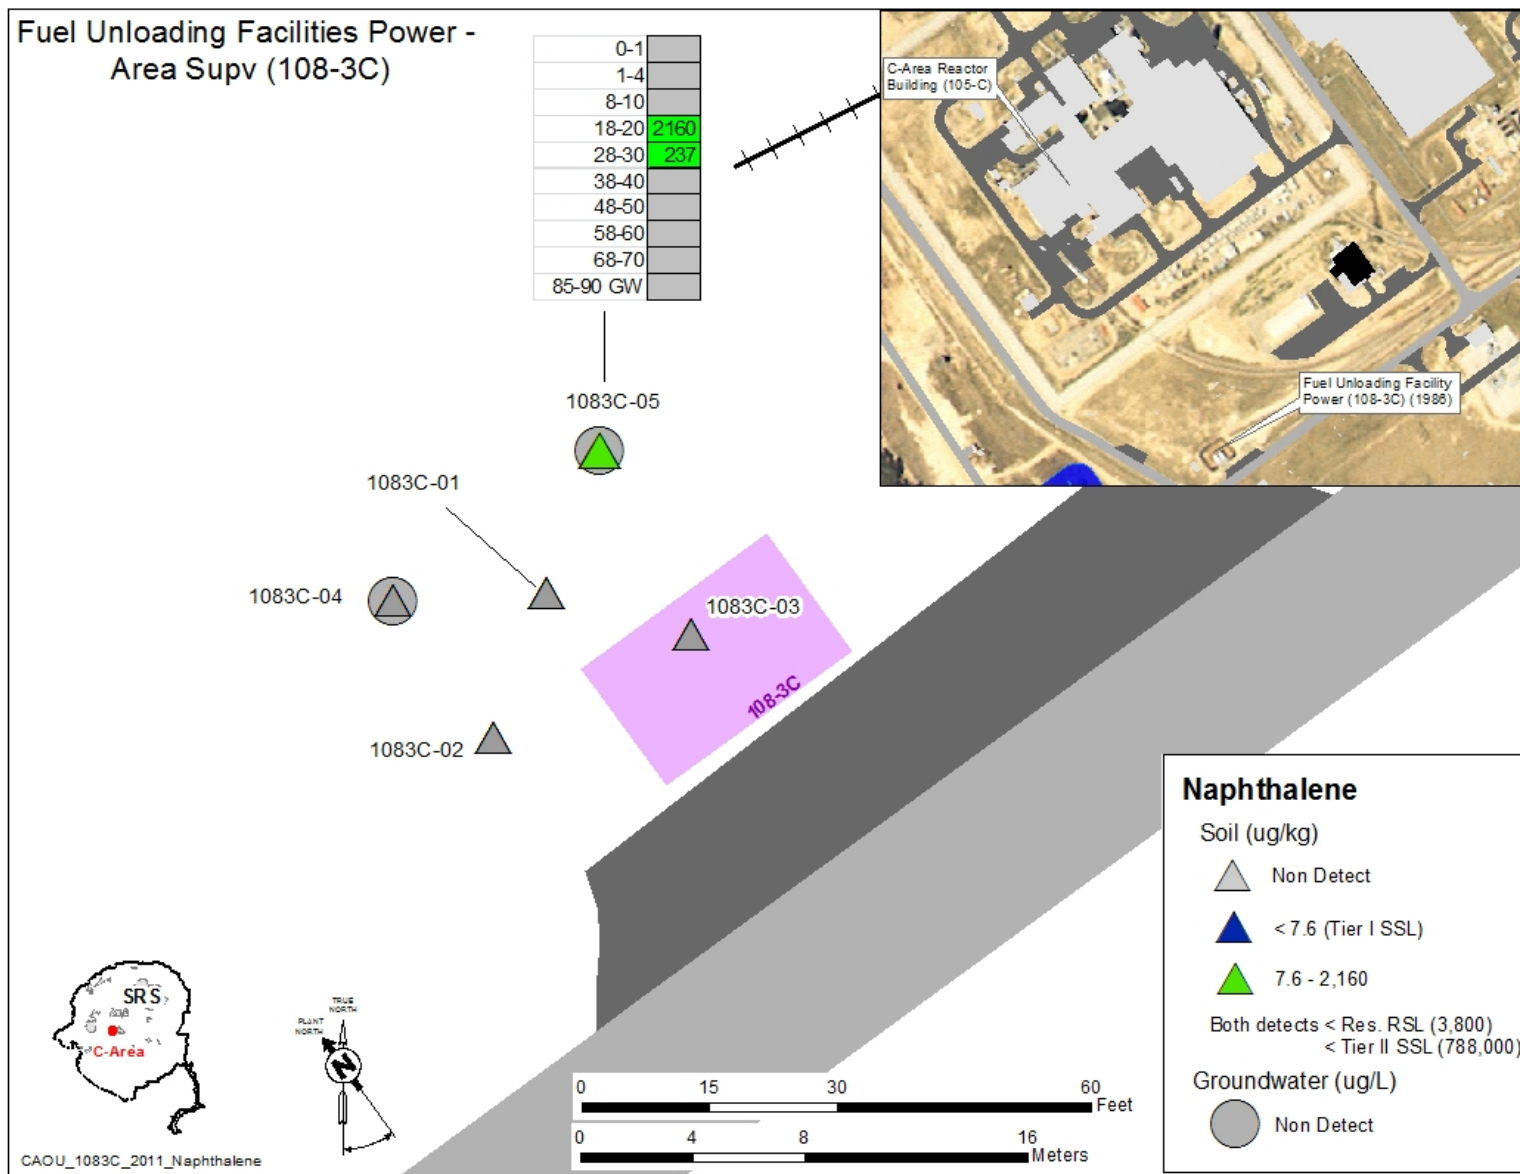 Fuel Unloading Facilities Power -
Area Supv (108-3C)
0-1
1-4
8-10
18-20 2160
28-30 237
38-40
48-50
58-60
68-70
85-90 GW
C-Area Reactor
Building (105-C)
Fuel Unloading Facility
Power (108-3C) (1986)
1083C-05
1083C-01
1083C-04
1083C-03
108-3C
1083C-02
Naphthalene
Soil (ug/kg)
Non Detect
< 7.6 (Tier I SSL)
7.6 - 2,160
Both detects < Res. RSL (3,800)
< Tier II SSL (788,000)
Groundwater (ug/L)
Non Detect
SRS
C-Area
TRUE
NORTH
PLANT
NORTH
N
0 15 30 60
Feet
0 4 8 16
Meters
CAOU_1083C_2011_Naphthalene